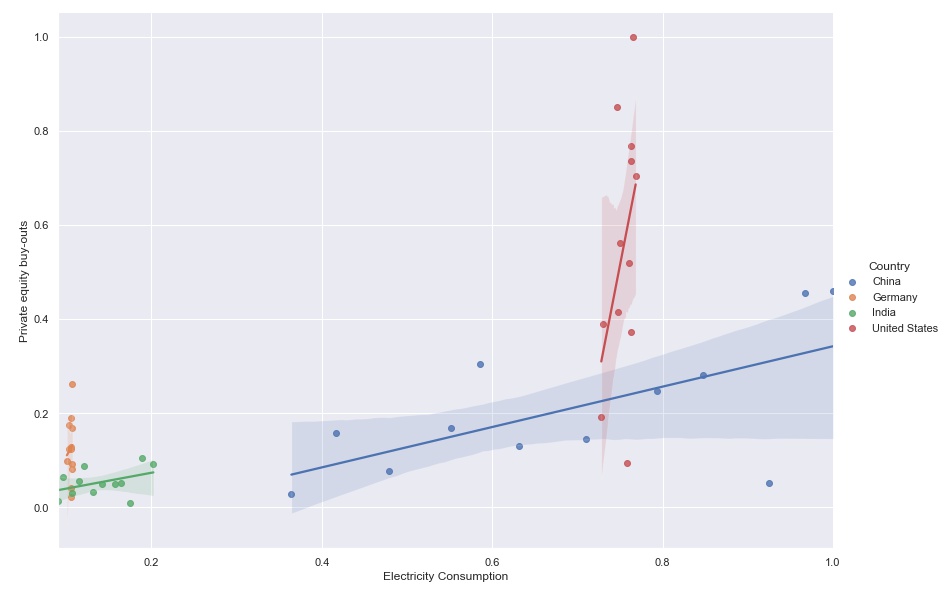 1.0
0.8
0.6
0.4
0.2
0.0
Private equity buy-outs
0.2 0.4 0.6 0.8 1.0
Electricity Consumption
Country
China
Germany
India
United States